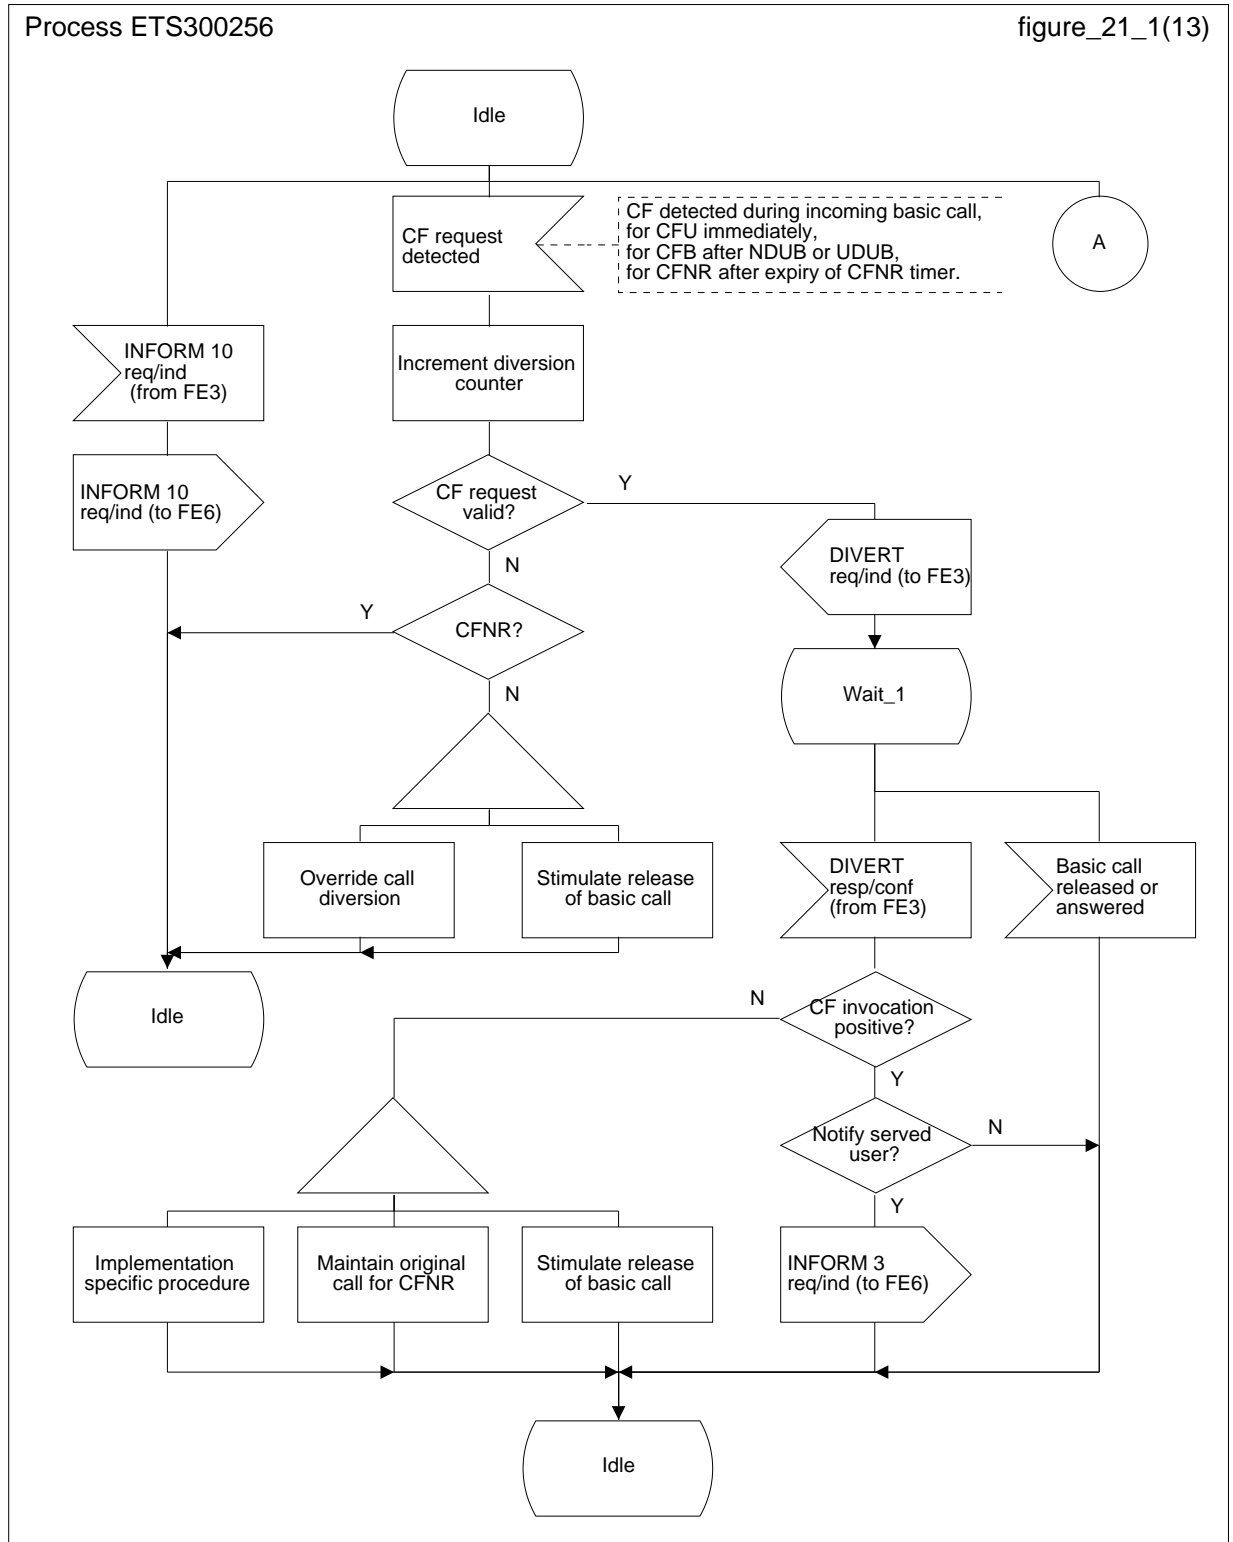 Process ETS300256
figure_21_1(13)
Idle
CF request
detected
CF detected during incoming basic call,
for CFU immediately,
for CFB after NDUB or UDUB,
for CFNR after expiry of CFNR timer.
A
INFORM 10
req/ind
(from FE3)
Increment diversion
counter
INFORM 10
req/ind (to FE6)
CF request
valid?
Y
N
DIVERT
req/ind (to FE3)
Y
CFNR?
N
Wait_1
Override call
diversion
Stimulate release
of basic call
DIVERT
resp/conf
(from FE3)
Basic call
released or
answered
Idle
N
CF invocation
positive?
Y
Notify served
user?
N
Y
Implementation
specific procedure
Maintain original
call for CFNR
Stimulate release
of basic call
INFORM 3
req/ind (to FE6)
Idle